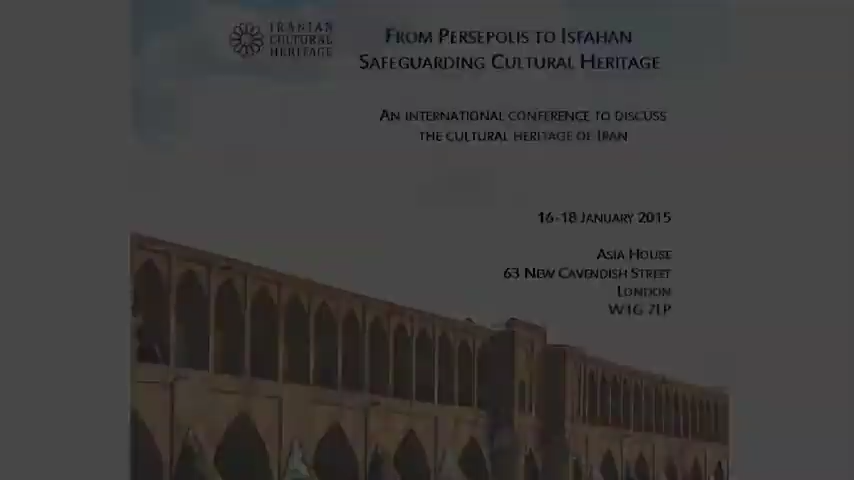 IRANIAN
CULTURAL
HERITAGE
FROM PERSEPOLIS TO ISFAHAN
SAFEGUARDING CULTURAL HERITAGE
AN INTERNATIONAL CONFERENCE TO DISCUSS
THE CULTURAL HERITAGE OF IRAN
16-18 JANUARY 2015
ASIA HOUSE
63 NEW CAVENDISH STREET
LONDON
W1G 7LP